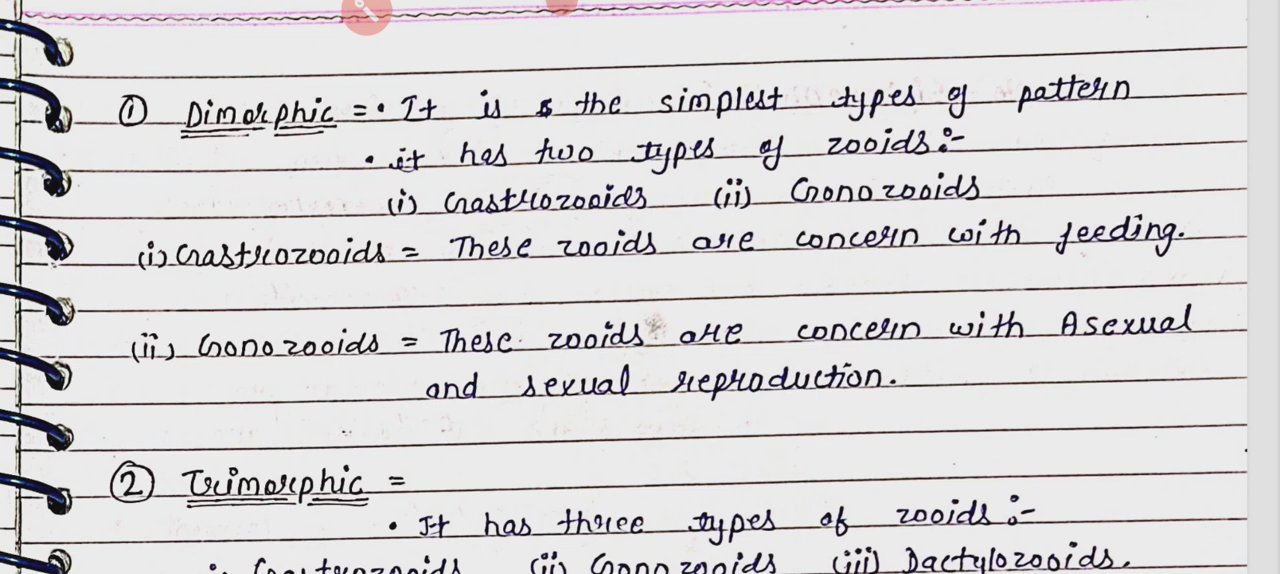 ① Dimorphic = • It is the simplest types of pattern
• it has two types of zooids :-
(i) Gastrozooids (ii) Gonozooids
(i) Gastrozooids = These zooids are concern with feeding.
(ii) Gonozooids = These zooids are concern with Asexual
and sexual reproduction.
② Trimorphic =
• It has three types of zooids :-
i. Gastrozooids (ii) Gonozooids (iii) Dactylozooids.